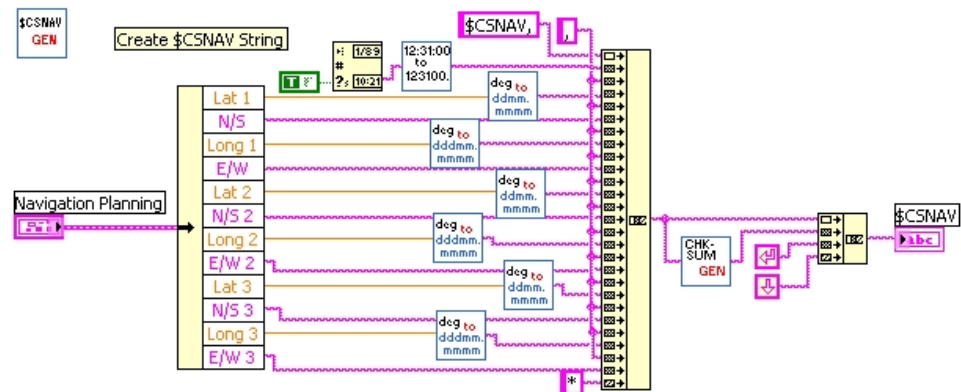 $CSNAV
GEN
Create $CSNAV String
T
1/89
#
?: 10:21
12:31:00
to
123100.
$CSNAV,
,
Lat 1
N/S
Long 1
E/W
Lat 2
N/S 2
Long 2
E/W 2
Lat 3
N/S 3
Long 3
E/W 3
deg to
ddmm.
mmmm
deg to
dddmm.
mmmm
deg to
ddmm.
mmmm
deg to
dddmm.
mmmm
deg to
ddmm.
mmmm
deg to
dddmm.
mmmm
Navigation Planning
*
CHK-
SUM
GEN
$CSNAV
abc